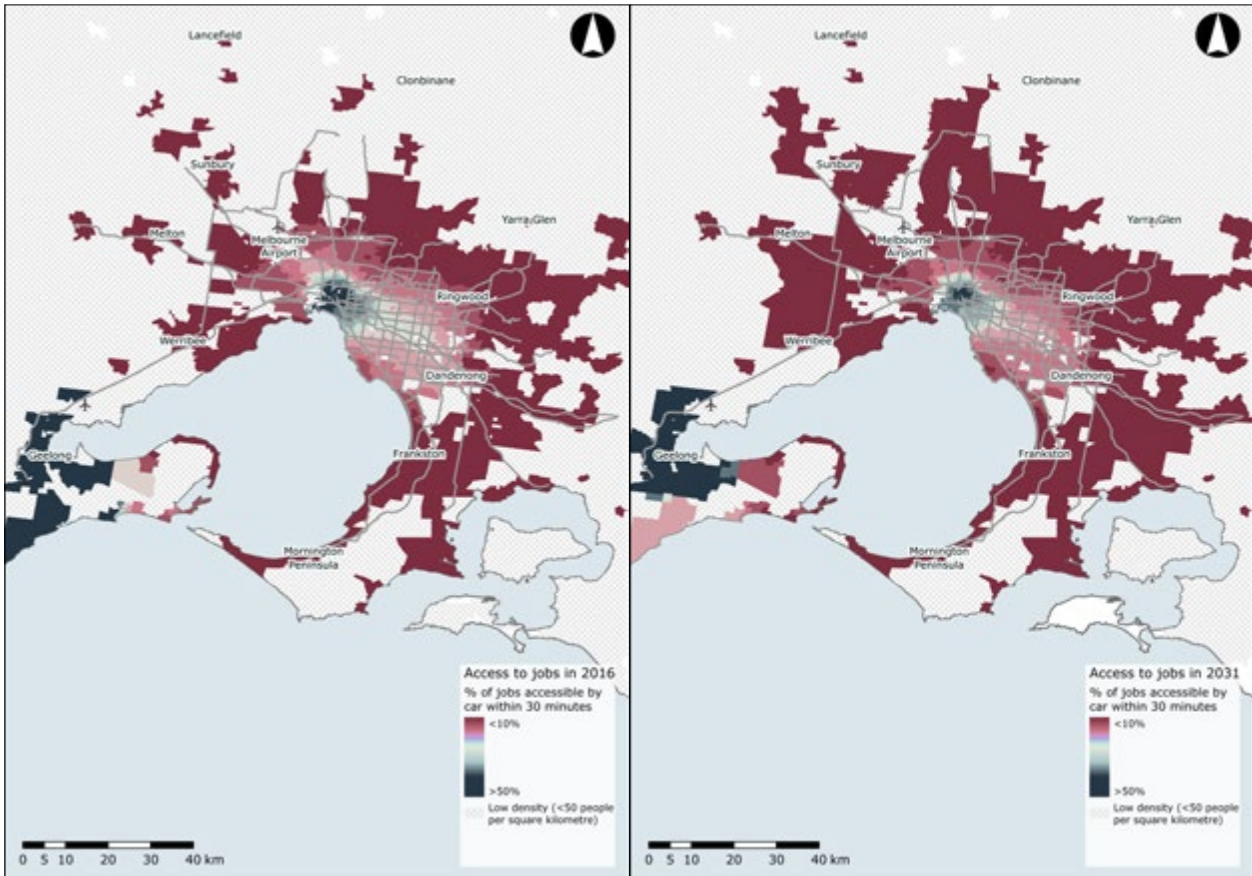 Lancefield
Clonbinane
Sunbury
Yarra Glen
Melton
Melbourne
Airport
Ringwood
Werribee
Dandenong
Geelong
Frankston
Mornington
Peninsula
Access to jobs in 2016
% of jobs accessible by
car within 30 minutes
<10%
>50%
Low density (<50 people
per square kilometre)
0 5 10 20 30 40 km
Lancefield
Clonbinane
Sunbury
Yarra Glen
Melton
Melbourne
Airport
Ringwood
Werribee
Dandenong
Geelong
Frankston
Mornington
Peninsula
Access to jobs in 2031
% of jobs accessible by
car within 30 minutes
<10%
>50%
Low density (<50 people
per square kilometre)
0 5 10 20 30 40 km